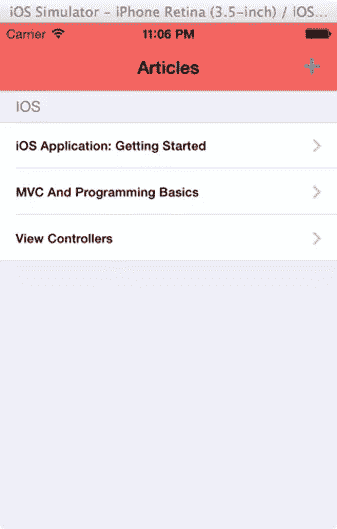 iOS Simulator - iPhone Retina (3.5-inch) / iOS...
Carrier 11:06 PM
Articles +
IOS
iOS Application: Getting Started
MVC And Programming Basics
View Controllers